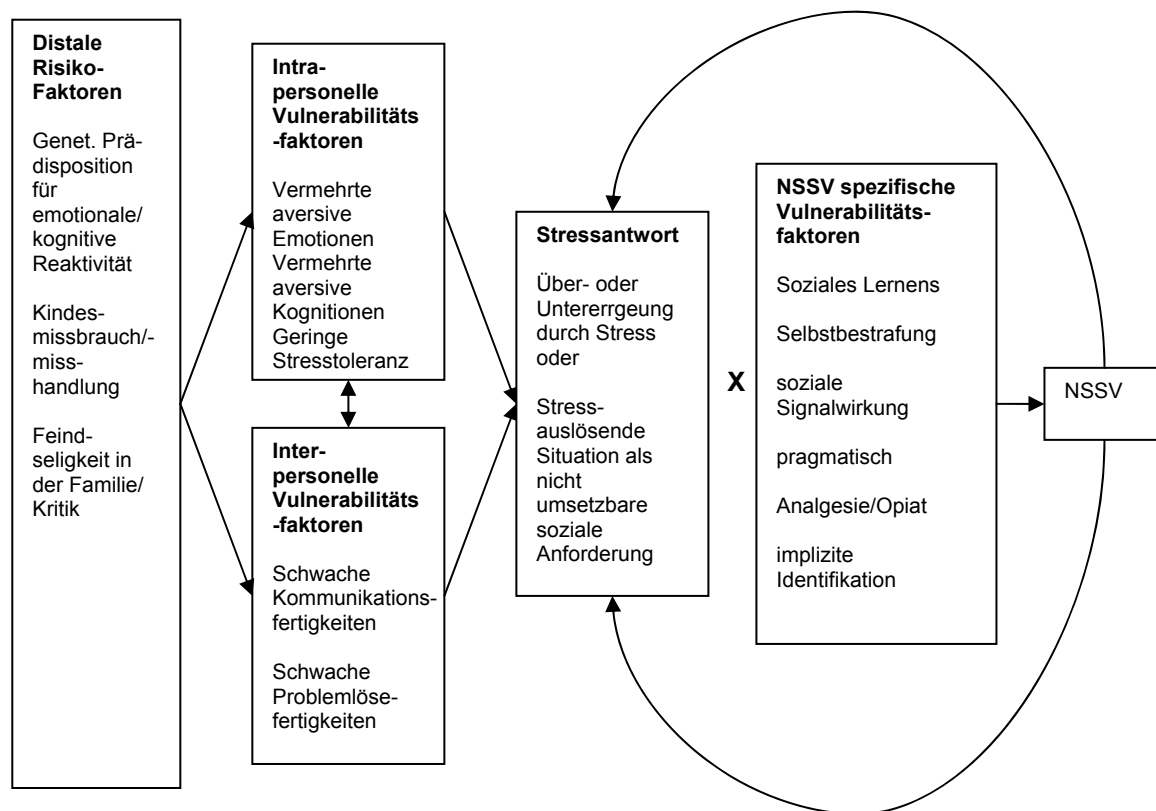 Distale
Risiko-
Faktoren
Genet. Prä-
disposition
für
emotionale/
kognitive
Reaktivität
Kindes-
missbrauch/-
miss-
handlung
Feind-
seligkeit in
der Familie/
Kritik
Intra-
personelle
Vulnerabilitäts
-faktoren
Vermehrte
aversive
Emotionen
Vermehrte
aversive
Kognitionen
Geringe
Stresstoleranz
Inter-
personelle
Vulnerabilitäts
-faktoren
Schwache
Kommunikations-
fertigkeiten
Schwache
Problemlöse-
fertigkeiten
Stressantwort
Über- oder
Untererrgeung
durch Stress
oder
Stress-
auslösende
Situation als
nicht
umsetzbare
soziale
Anforderung
X
NSSV spezifische
Vulnerabilitäts-
faktoren
Soziales Lernens
Selbstbestrafung
soziale
Signalwirkung
pragmatisch
Analgesie/Opiat
implizite
Identifikation
NSSV